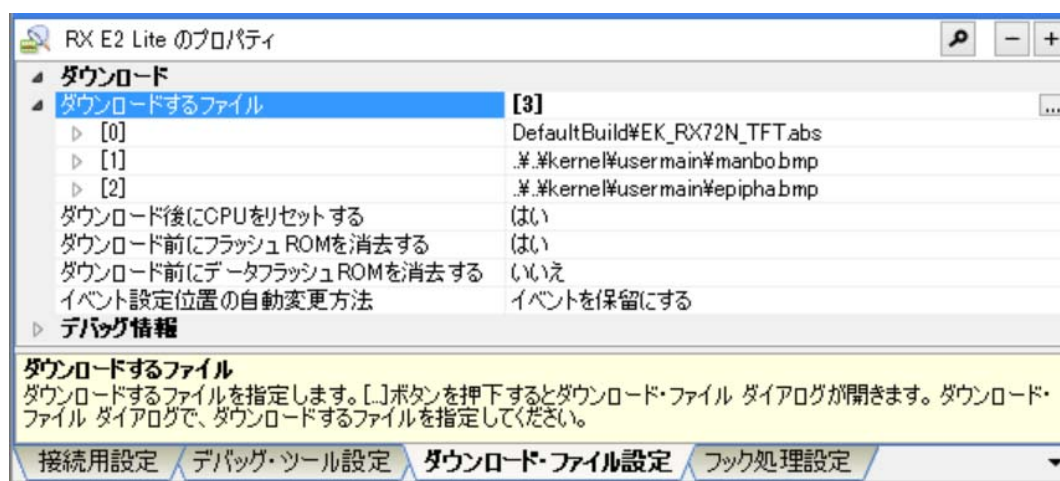 RX E2 Lite のプロパティ
ダウンロード
ダウンロードするファイル [3]
[0] DefaultBuild¥EK_RX72N_TFT.abs
[1] .¥.¥kernel¥usermain¥manbo.bmp
[2] .¥.¥kernel¥usermain¥epipha.bmp
ダウンロード後にCPUをリセットする はい
ダウンロード前にフラッシュROMを消去する はい
ダウンロード前にデータフラッシュROMを消去する いいえ
イベント設定位置の自動変更方法 イベントを保留にする
デバッグ情報
ダウンロードするファイル
ダウンロードするファイルを指定します。[...]ボタンを押下するとダウンロード・ファイル ダイアログが開きます。ダウンロード・
ファイル ダイアログで、ダウンロードするファイルを指定してください。
接続用設定 デバッグ・ツール設定 ダウンロード・ファイル設定 フック処理設定